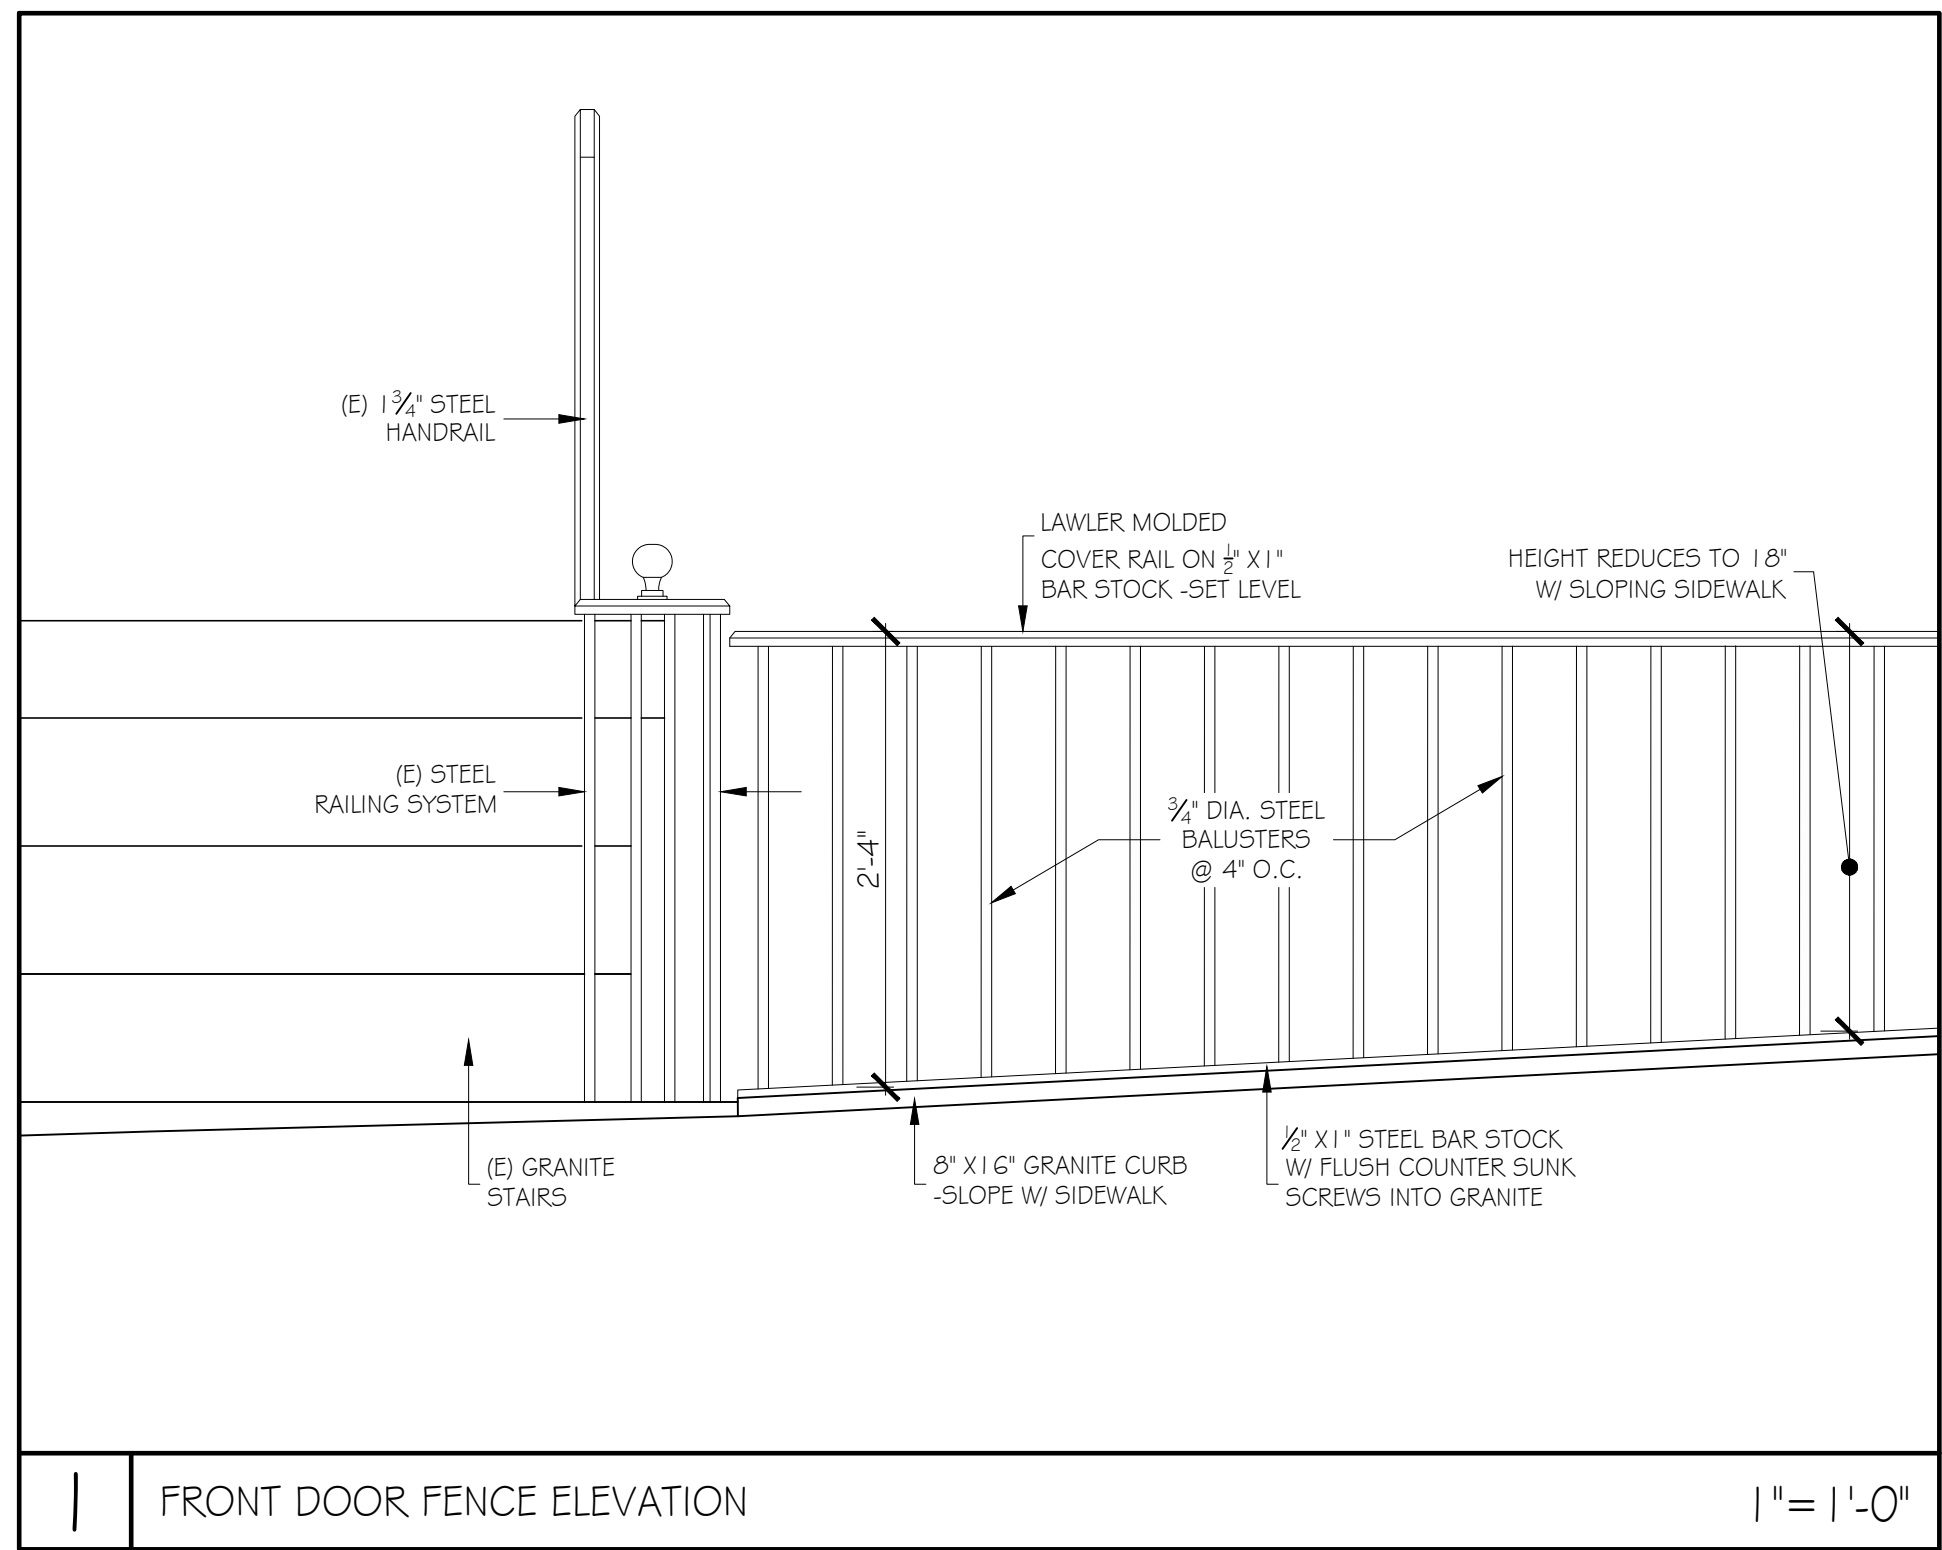 (E) 1 3/4" STEEL
HANDRAIL
LAWLER MOLDED
COVER RAIL ON 1/2" X1"
BAR STOCK -SET LEVEL
HEIGHT REDUCES TO 18"
W/ SLOPING SIDEWALK
(E) STEEL
RAILING SYSTEM
2'-4"
3/4" DIA. STEEL
BALUSTERS
@ 4" O.C.
(E) GRANITE
STAIRS
8" X16" GRANITE CURB
-SLOPE W/ SIDEWALK
1/2" X1" STEEL BAR STOCK
W/ FLUSH COUNTER SUNK
SCREWS INTO GRANITE
1
FRONT DOOR FENCE ELEVATION
1"=1'-0"